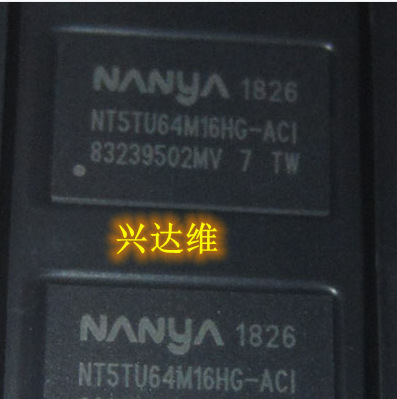 NANYA 1826
NT5TU64M16HG-ACI
83239502MV 7 TW
兴达维
NANYA 1826
NT5TU64M16HG-ACI